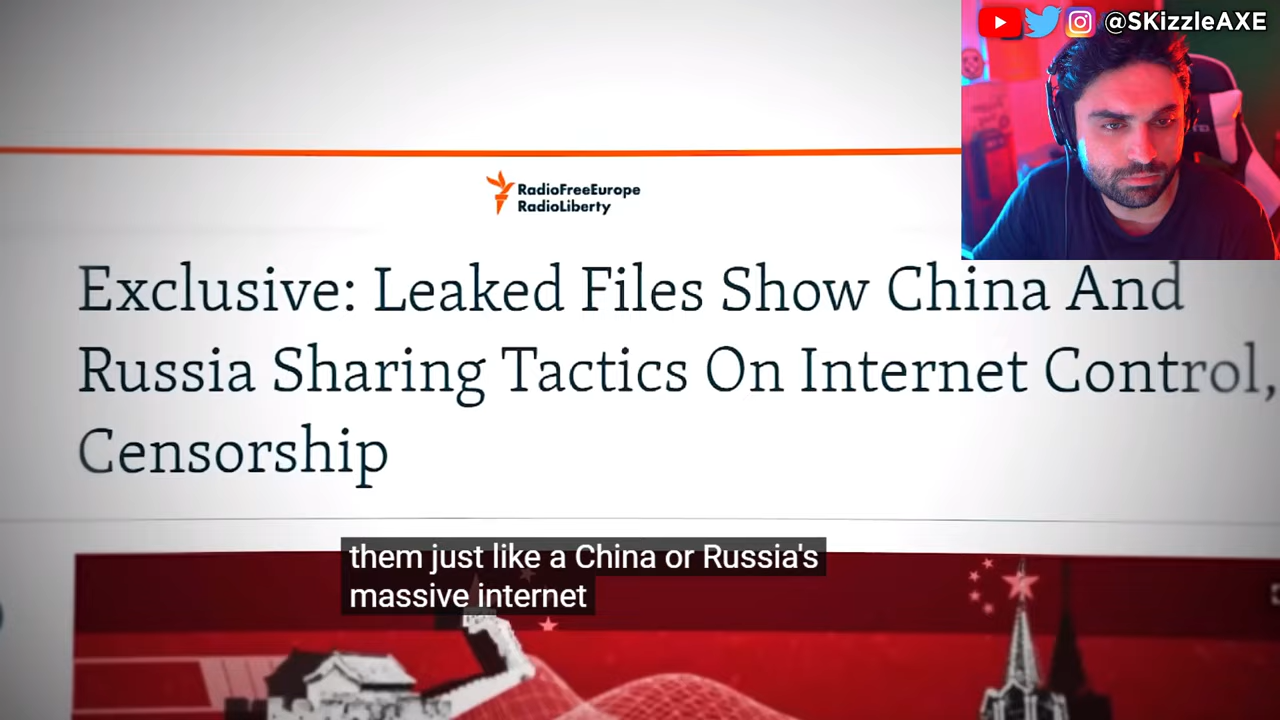 @SKizzleAXE
RadioFreeEurope
RadioLiberty
Exclusive: Leaked Files Show China And
Russia Sharing Tactics On Internet Control,
Censorship
them just like a China or Russia's
massive internet